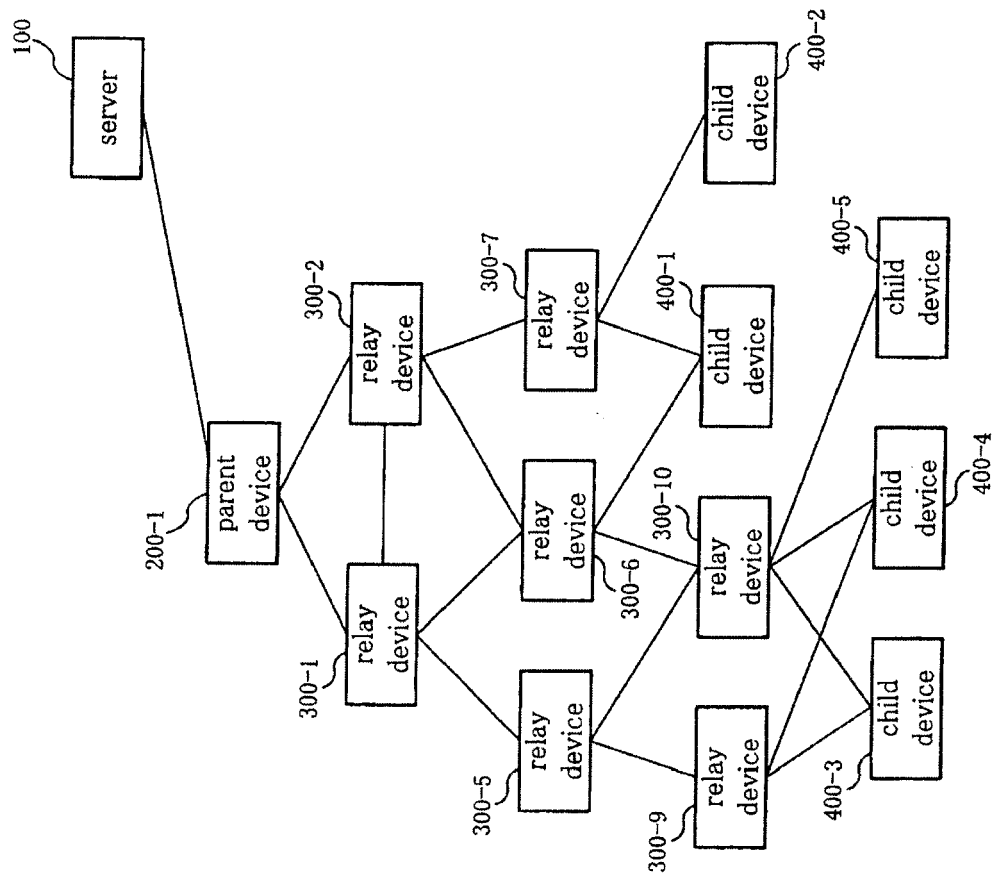 100
server
200-1
parent
device
300-1
relay
device
300-2
relay
device
300-5
relay
device
relay
device
300-6
300-7
relay
device
300-9
relay
device
300-10
relay
device
400-1
child
device
child
device
400-2
child
device
400-3
child
device
400-4
400-5
child
device